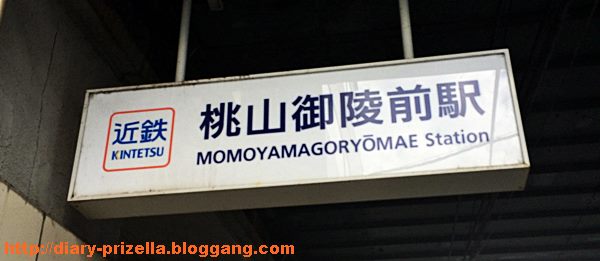 近鉄
KINTETSU
桃山御陵前駅
MOMOYAMAGORYŌMAE Station
http://diary-prizella.bloggang.com